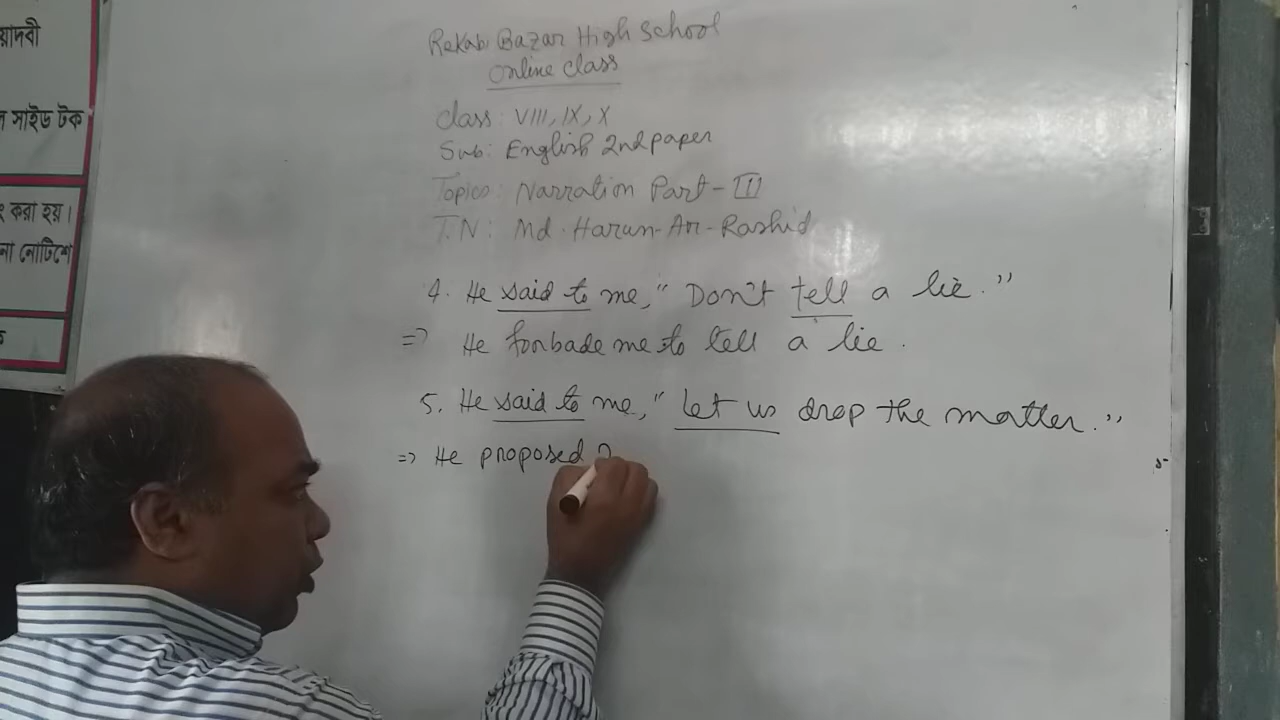 য়াদবী
সাইড টক
করা হয়।
না নোটিশে
Rekabi Bazar High School
Online Class
Class: VIII, IX, X
Sub: English 2nd paper
Topics: Narration Part-III
T.N: Md. Harun-Ar-Rashid
4. He said to me, "Don't tell a lie."
=> He forbade me to tell a lie.
5. He said to me, "Let us drop the matter."
=> He proposed